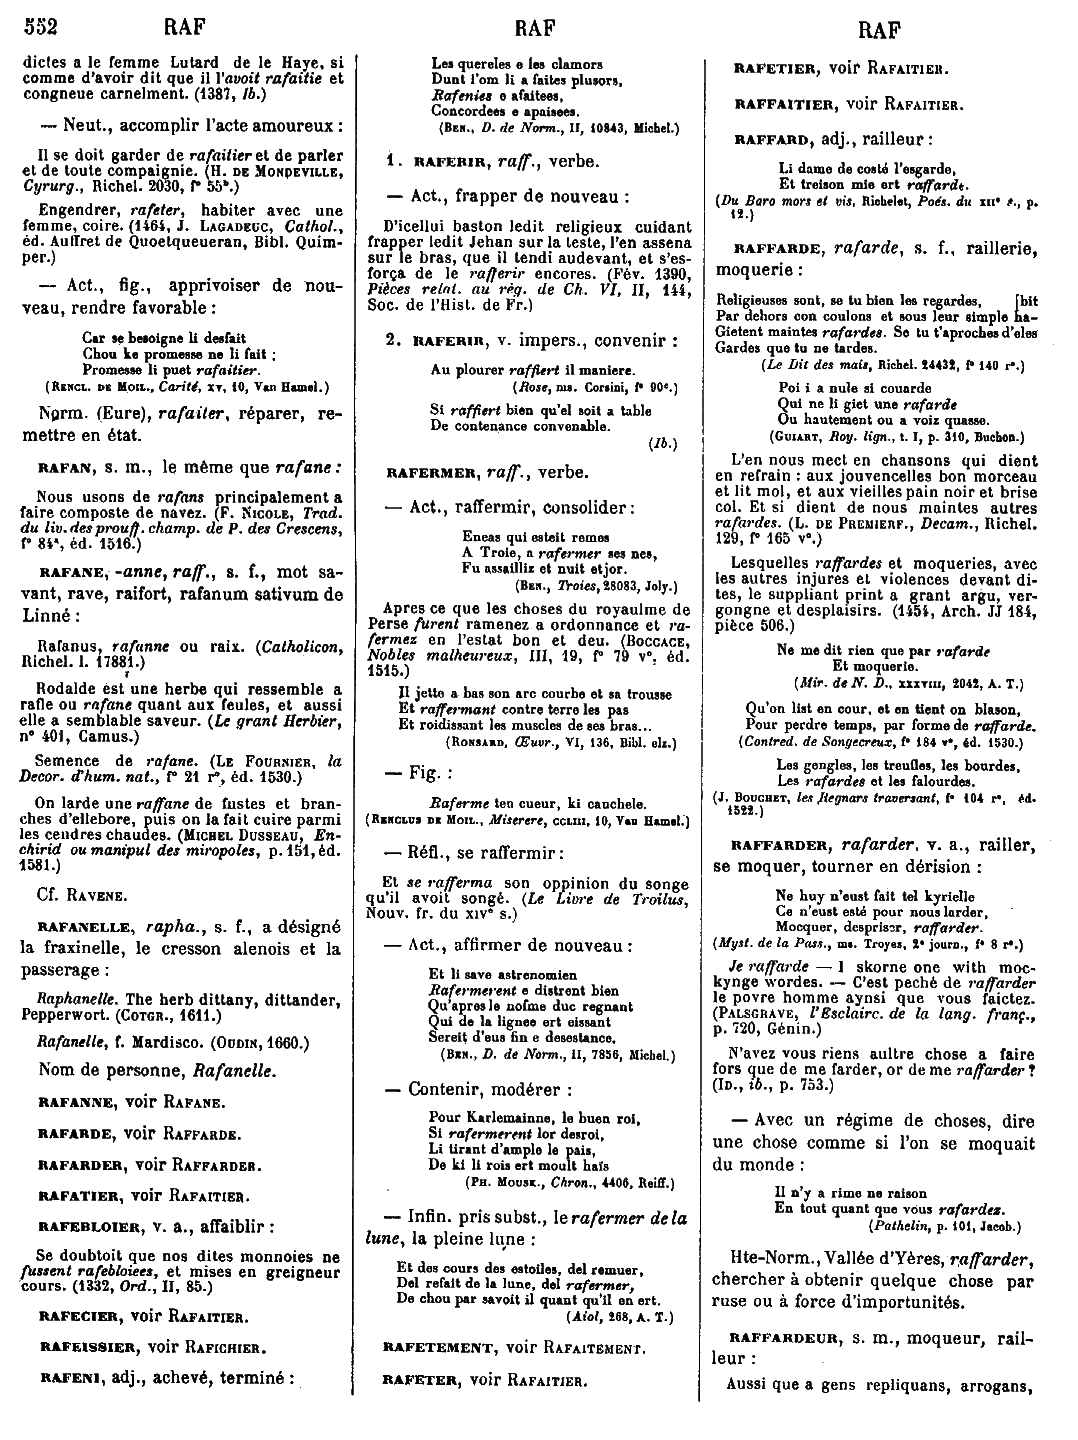 552 RAF RAF RAF
dictes a le femme Lutard de le Haye, si
comme d'avoir dit que il l'avoit rafaitie et
congneue carnelment. (1387, Ib.)
— Neut., accomplir l'acte amoureux :
Il se doit garder de rafaitier et de parler
et de toute compaignie. (H. DE MONDEVILLE,
Cyrurg., Richel. 2030, f° 55b.)
Engendrer, rafeter, habiter avec une
femme, coire. (1464, J. LAGADEUC, Cathol.,
éd. Auffret de Quoetqueueran, Bibl. Quim-
per.)
— Act., fig., apprivoiser de nou-
veau, rendre favorable :
Car se besoigne li desfait
Chou ke promesse ne li fait ;
Promesse li puet rafaitier.
(RENCL. DE MOIL., Carité, XV, 10, Van Hamel.)
Norm. (Eure), rafaiter, réparer, re-
mettre en état.
RAFAN, s. m., le même que rafane :
Nous usons de rafans principalement a
faire composte de navez. (F. NICOLE, Trad.
du liv. des prouff. champ. de P. des Crescens,
f° 84a, éd. 1516.)
RAFANE, -anne, raff., s. f., mot sa-
vant, rave, raifort, rafanum sativum de
Linné :
Rafanus, rafanne ou raix. (Catholicon,
Richel. l. 17881.)
Rodalde est une herbe qui ressemble a
rafle ou rafane quant aux feules, et aussi
elle a semblable saveur. (Le grant Herbier,
n° 401, Camus.)
Semence de rafane. (LE FOURNIER, la
Decor. d'hum. nat., f° 21 r°, éd. 1530.)
On larde une raffane de fustes et bran-
ches d'ellebore, puis on la fait cuire parmi
les cendres chaudes. (MICHEL DUSSEAU, En-
chirid ou manipul des miropoles, p. 151, éd.
1581.)
Cf. RAVENE.
RAFANELLE, rapha., s. f., a désigné
la fraxinelle, le cresson alenois et la
passerage :
Raphanelle. The herb dittany, dittander,
Pepperwort. (COTGR., 1611.)
Rafanelle, f. Mardisco. (OUDIN, 1660.)
Nom de personne, Rafanelle.
RAFANNE, voir RAFANE.
RAFARDE, voir RAFFARDE.
RAFARDER, voir RAFFARDER.
RAFATIER, voir RAFAITIER.
RAFEBLOIER, v. a., affaiblir :
Se doubtoit que nos dites monnoies ne
fussent rafebloiees, et mises en greigneur
cours. (1332, Ord., II, 85.)
RAFECIER, voir RAFAITIER.
RAFEISSIER, voir RAFICHIER.
RAFENI, adj., achevé, terminé :
Les quereles e les clamors
Dunt l'om li a faites plusors,
Rafenies e afaitees,
Concordees e apaisees.
(BEN., D. de Norm., II, 10843, Michel.)
1. RAFERIR, raff., verbe.
— Act., frapper de nouveau :
D'icellui baston ledit religieux cuidant
frapper ledit Jehan sur la teste, l'en assena
sur le bras, que il tendi audevant, et s'es-
força de le rafferir encores. (Fév. 1390,
Pièces relat. au règ. de Ch. VI, II, 144,
Soc. de l'Hist. de Fr.)
2. RAFERIR, v. impers., convenir :
Au plourer raffiert il maniere.
(Rose, ms. Corsini, f° 90c.)
Si raffiert bien qu'el soit a table
De contenance convenable.
(Ib.)
RAFERMER, raff., verbe.
— Act., raffermir, consolider :
Eneas qui esteit remes
A Troie, a rafermer ses nes,
Fu assailliz et nuit et jor.
(BEN., Troies, 28083, Joly.)
Apres ce que les choses du royaulme de
Perse furent ramenez a ordonnance et ra-
fermez en l'estat bon et deu. (BOCCACE,
Nobles malheureux, III, 19, f° 79 v°, éd.
1515.)
Il jette a bas son arc courbe et sa trousse
Et raffermant contre terre les pas
Et roidissant les muscles de ses bras...
(RONSARD, Œuvr., VI, 136, Bibl. elz.)
— Fig. :
Raferme ten cueur, ki cauchele.
(RENCLUS DE MOIL., Miserere, CCLIII, 10, Van Hamel.)
— Réfl., se raffermir :
Et se rafferma son oppinion du songe
qu'il avoit songé. (Le Livre de Troilus,
Nouv. fr. du XIVe s.)
— Act., affirmer de nouveau :
Et li save astrenomien
Rafermerent e distrent bien
Qu'apres le nofme duc regnant
Qui de la lignee ert eissant
Sereit d'eus fin e desestance.
(BEN., D. de Norm., II, 7856, Michel.)
— Contenir, modérer :
Pour Karlemainne, le buen roi,
Si rafermerent lor desroi,
Li tirant d'ample le pais,
De ki li rois ert moult haïs
(PH. MOUSK., Chron., 4406, Reiff.)
— Infin. pris subst., le rafermer de la
lune, la pleine lune :
Et des cours des estoiles, del remuer,
Del refait de la lune, del rafermer,
De chou par savoit il quant qu'il en ert.
(Aiol, 268, A. T.)
RAFETEMENT, voir RAFAITEMENT.
RAFETER, voir RAFAITIER.
RAFETIER, voir RAFAITIER.
RAFFAITIER, voir RAFAITIER.
RAFFARD, adj., railleur :
Li dame de costé l'esgarde,
Et treison mie ert raffarde.
(Du Baro mors et vis, Richelet, Poés. du XIIe s., p.
12.)
RAFFARDE, rafarde, s. f., raillerie,
moquerie :
Religieuses sont, se tu bien les regardes, [bit
Par dehors con coulons et sous leur simple ha-
Gietent maintes rafardes. Se tu t'aproches d'eles
Gardes que tu ne tardes.
(Le Dit des mais, Richel. 24432, f° 140 r°.)
Poi i a nule si couarde
Qui ne li giet une rafarde
Ou hautement ou a voiz quasse.
(GUIART, Roy. lign., t. I, p. 310, Buchon.)
L'en nous mect en chansons qui dient
en refrain : aux jouvencelles bon morceau
et lit mol, et aux vieilles pain noir et brise
col. Et si dient de nous maintes autres
rafardes. (L. DE PREMIERF., Decam., Richel.
129, f° 165 v°.)
Lesquelles raffardes et moqueries, avec
les autres injures et violences devant di-
tes, le suppliant print a grant argu, ver-
gongne et desplaisirs. (1454, Arch. JJ 184,
pièce 506.)
Ne me dit rien que par rafarde
Et moquerie.
(Mir. de N. D., XXXVIII, 2042, A. T.)
Qu'on list en cour, et en tient on blason,
Pour perdre temps, par forme de raffarde.
(Contred. de Songecreux, f° 184 v°, éd. 1530.)
Les gengles, les treufles, les bourdes,
Les rafardes et les falourdes.
(J. BOUCHET, les Regnars traversant, f° 104 r°, éd.
1522.)
RAFFARDER, rafarder, v. a., railler,
se moquer, tourner en dérision :
Ne huy n'eust fait tel kyrielle
Ce n'eust esté pour nous larder,
Mocquer, despriser, raffarder.
(Myst. de la Pass., ms. Troyes, 2e journ., f° 8 r°.)
Je raffarde — I skorne one with moc-
kynge wordes. — C'est peché de raffarder
le povre homme aynsi que vous faictez.
(PALSGRAVE, l'Esclairc. de la lang. franç.,
p. 720, Génin.)
N'avez vous riens aultre chose a faire
fors que de me farder, or de me raffarder ?
(ID., ib., p. 753.)
— Avec un régime de choses, dire
une chose comme si l'on se moquait
du monde :
Il n'y a rime ne raison
En tout quant que vous rafardez.
(Pathelin, p. 101, Jacob.)
Hte-Norm., Vallée d'Yères, raffarder,
chercher à obtenir quelque chose par
ruse ou à force d'importunités.
RAFFARDEUR, s. m., moqueur, rail-
leur :
Aussi que a gens repliquans, arrogans,